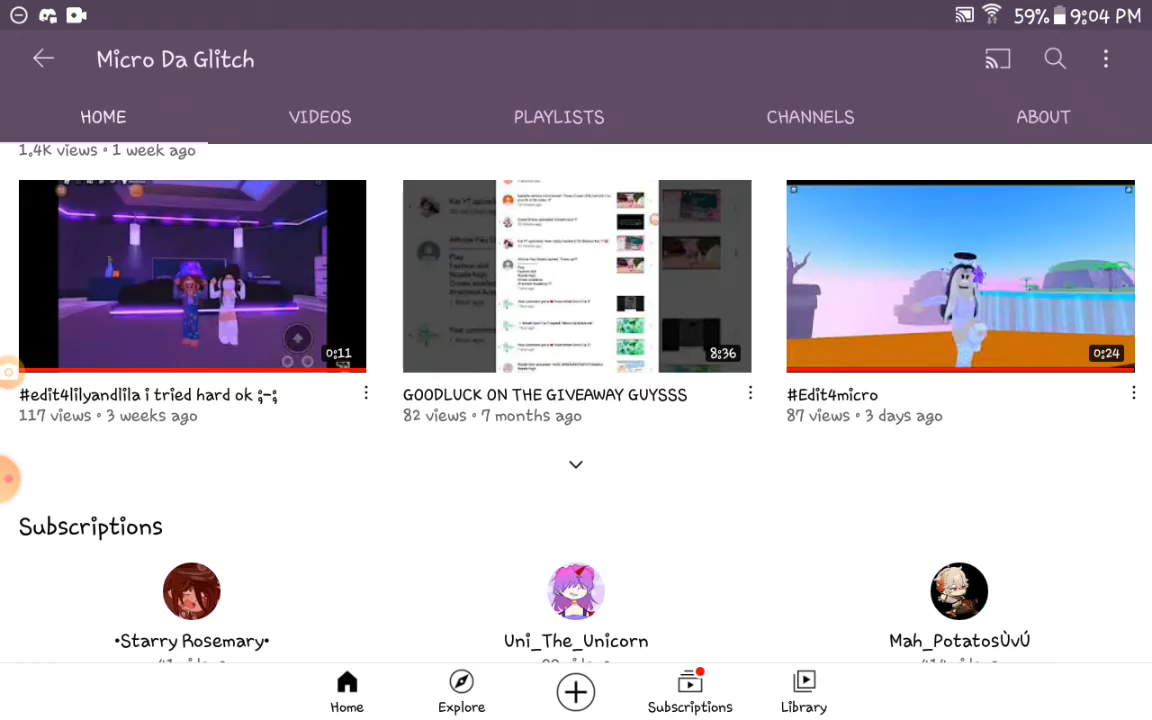 59% 9:04 PM
Micro Da Glitch
HOME VIDEOS PLAYLISTS CHANNELS ABOUT
1.4K views • 1 week ago
0:11
8:36
0:24
#edit4lilyandlila i tried hard ok ;-;
117 views • 3 weeks ago
GOODLUCK ON THE GIVEAWAY GUYSSS
82 views • 7 months ago
#Edit4micro
87 views • 3 days ago
Subscriptions
•Starry Rosemary•
Uni_The_Unicorn
Mah_PotatosÙvÚ
Home
Explore
Subscriptions
Library